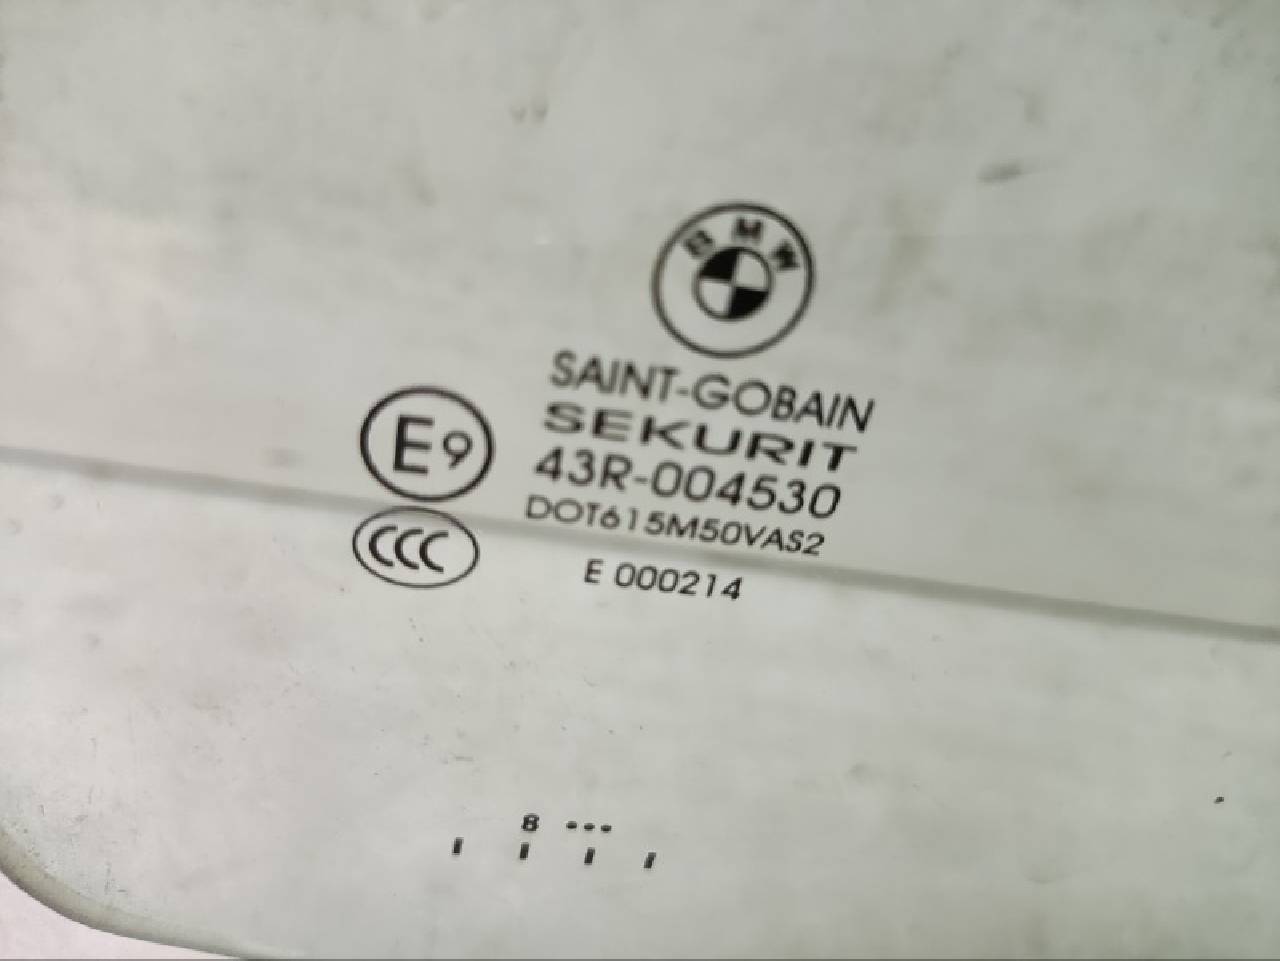 BMW
SAINT-GOBAIN
SEKURIT
E9
43R-004530
DOT615M50VAS2
CCC
E 000214
8 •••